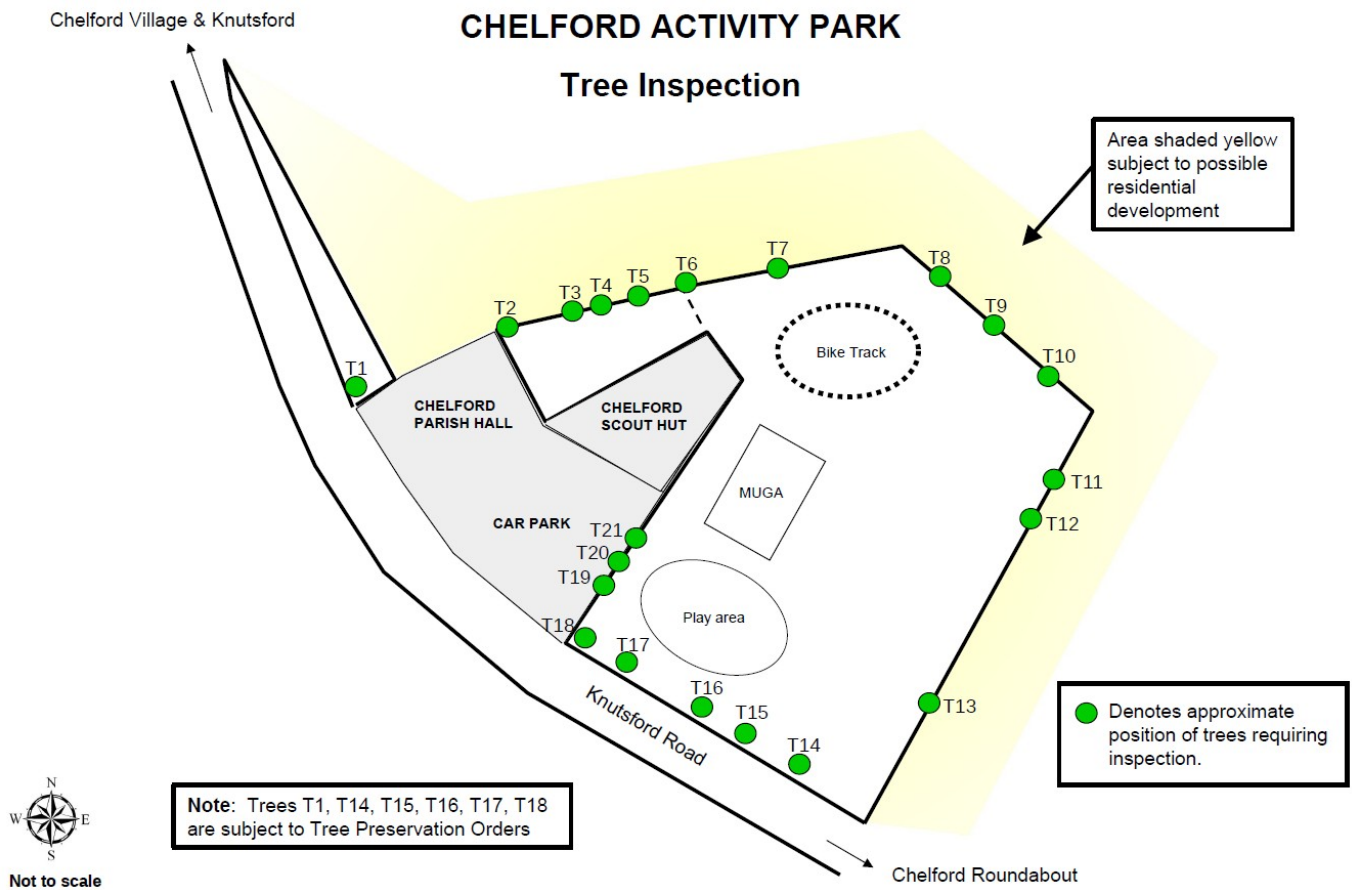 Chelford Village & Knutsford
CHELFORD ACTIVITY PARK
Tree Inspection
Area shaded yellow
subject to possible
residential
development
T1
T2
T3
T4
T5
T6
T7
T8
T9
T10
T11
T12
T13
T14
T15
T16
T17
T18
T19
T20
T21
Bike Track
CHELFORD
PARISH HALL
CHELFORD
SCOUT HUT
MUGA
CAR PARK
Play area
Knutsford Road
Denotes approximate
position of trees requiring
inspection.
N
W
E
S
Not to scale
Note: Trees T1, T14, T15, T16, T17, T18
are subject to Tree Preservation Orders
Chelford Roundabout